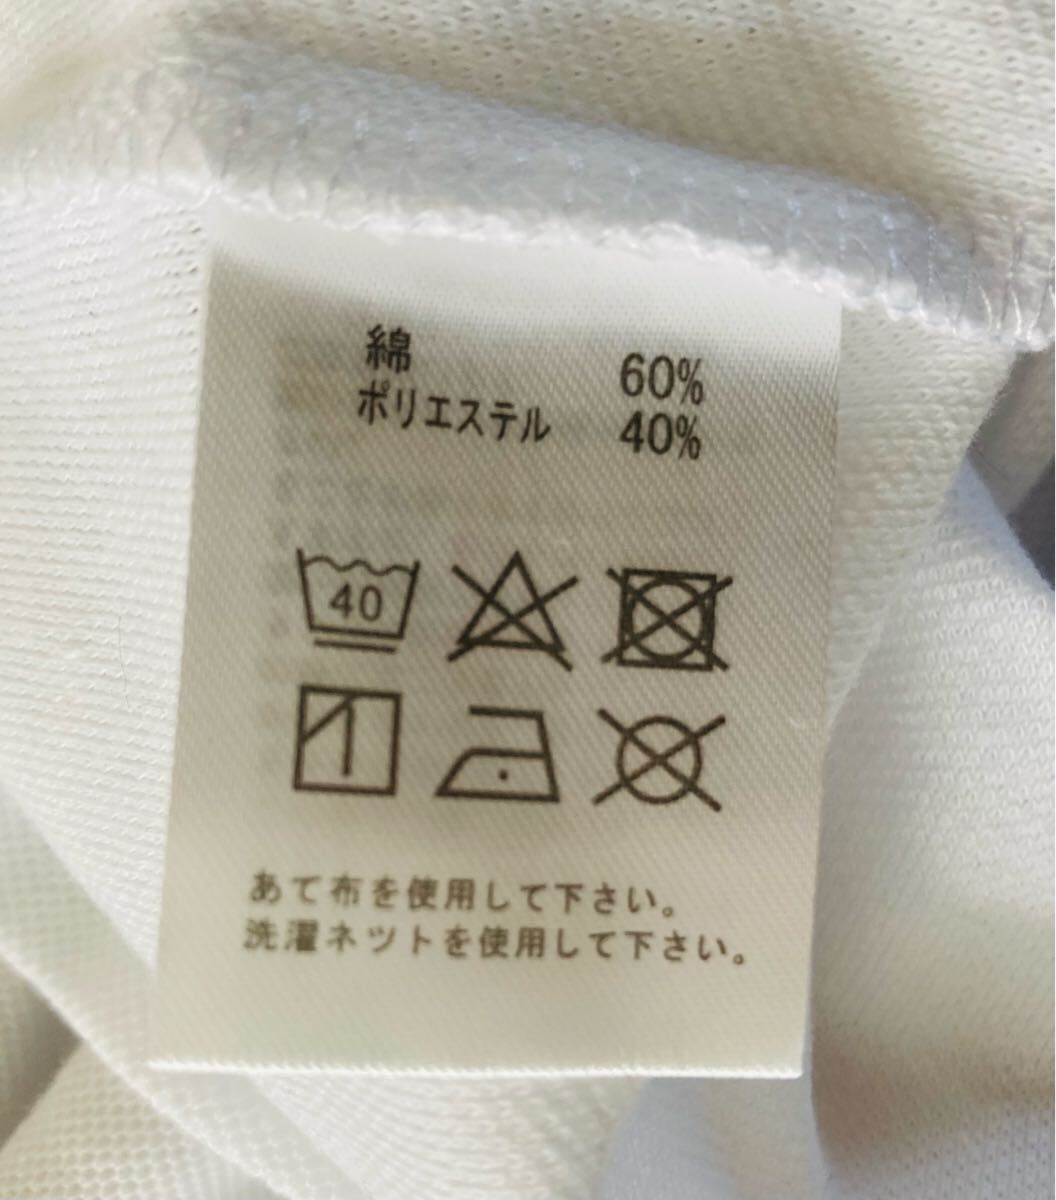 綿 60%
ポリエステル 40%
40
あて布を使用して下さい。
洗濯ネツトを使用して下さい。